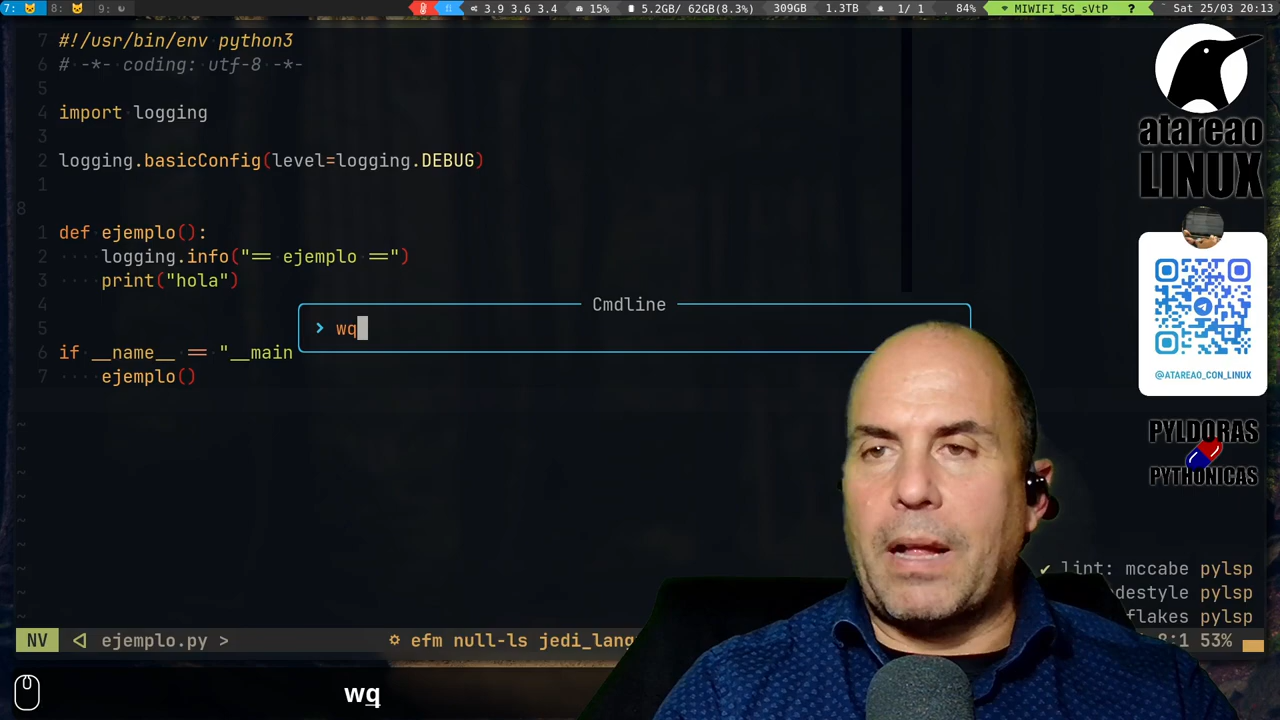 7: 8: 9: 3.9 3.6 3.4 15% 5.2GB/ 62GB(8.3%) 309GB 1.3TB 1/ 1 84% MIWIFI_5G_sVtP ? Sat 25/03 20:13
7 #!/usr/bin/env python3
6 # -*- coding: utf-8 -*-
5
4 import logging
3
2 logging.basicConfig(level=logging.DEBUG)
1
8
1 def ejemplo():
2 logging.info("== ejemplo ==")
3 print("hola")
4
5
6 if __name__ == "__main
7 ejemplo()
Cmdline
> wq
~
~
~
~
~
~
~
~
~
✔ lint: mccabe pylsp
destyle pylsp
flakes pylsp
NV ejemplo.py > efm null-ls jedi_lang 8:1 53%
wq
atareao
LINUX
@ATAREAO_CON_LINUX
PYLDORAS
PYTHONICAS